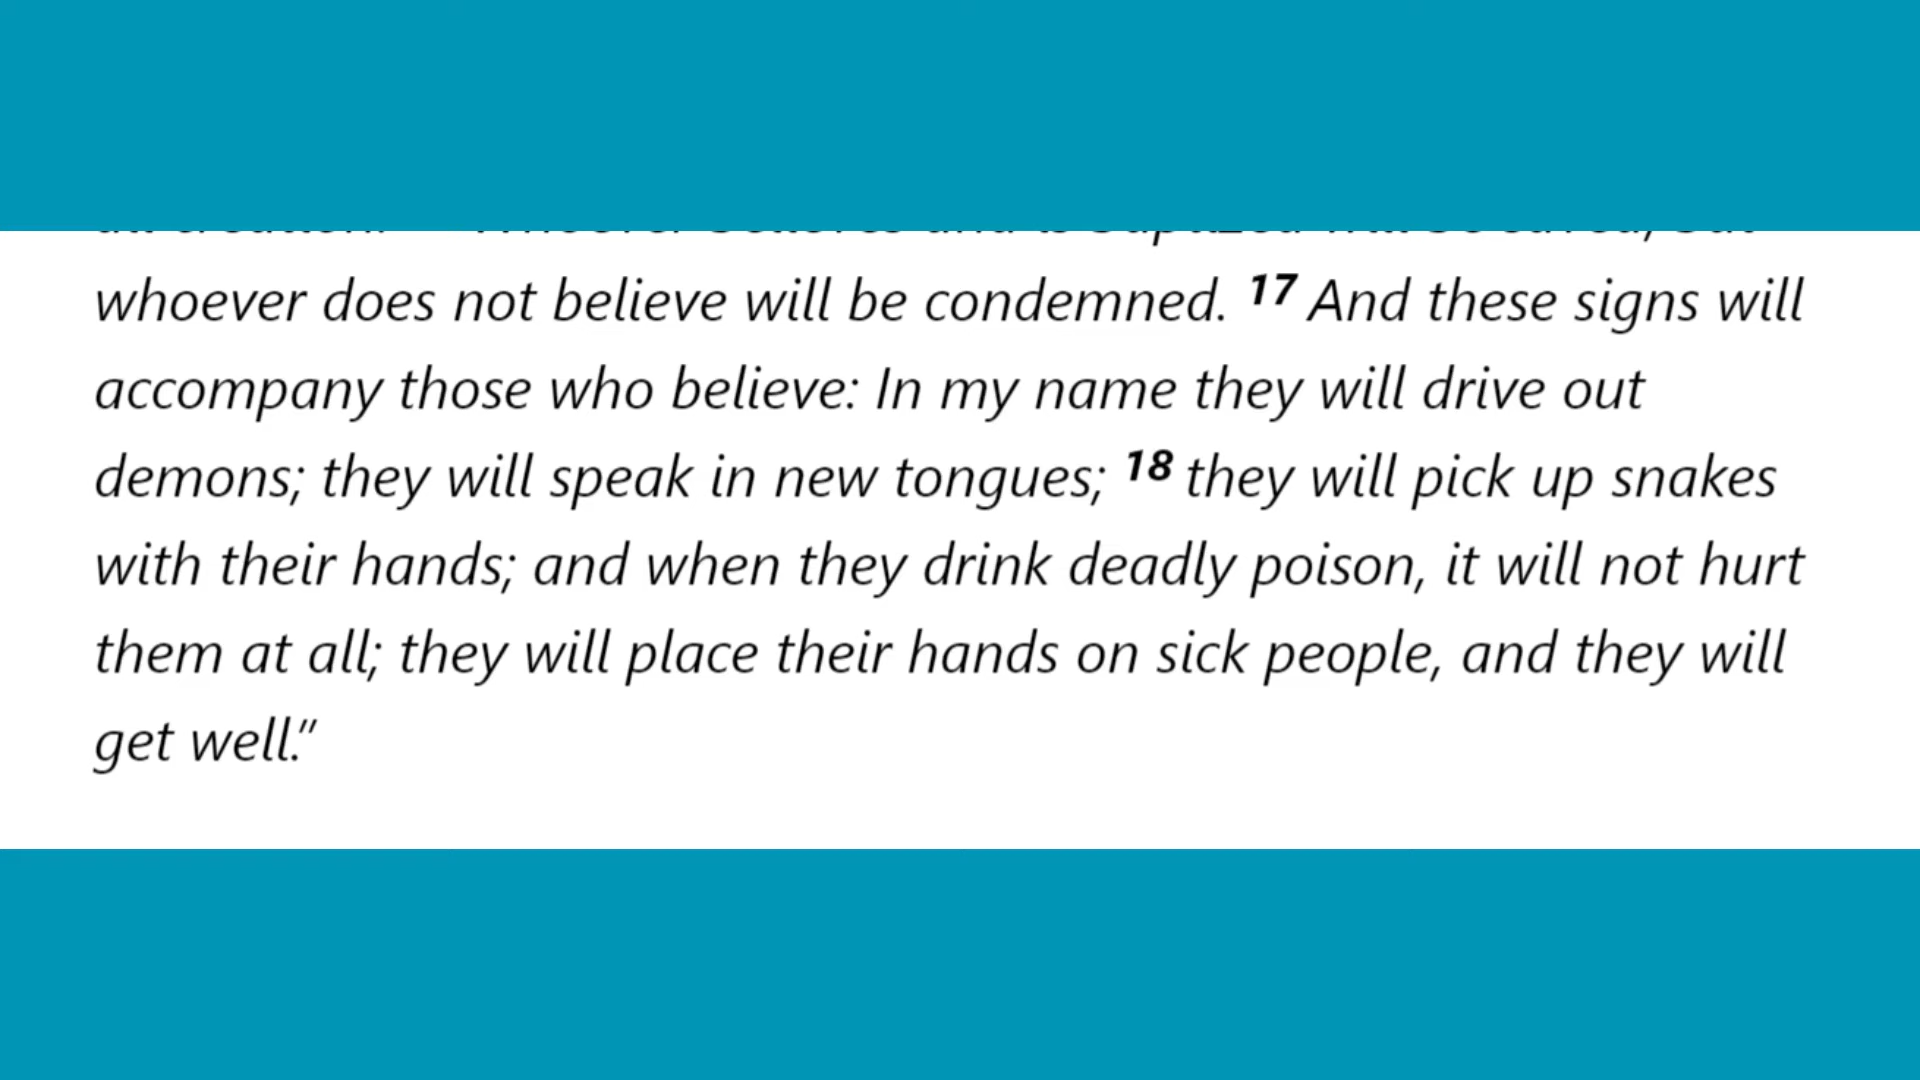 whoever does not believe will be condemned. 17 And these signs will
accompany those who believe: In my name they will drive out
demons; they will speak in new tongues; 18 they will pick up snakes
with their hands; and when they drink deadly poison, it will not hurt
them at all; they will place their hands on sick people, and they will
get well.”